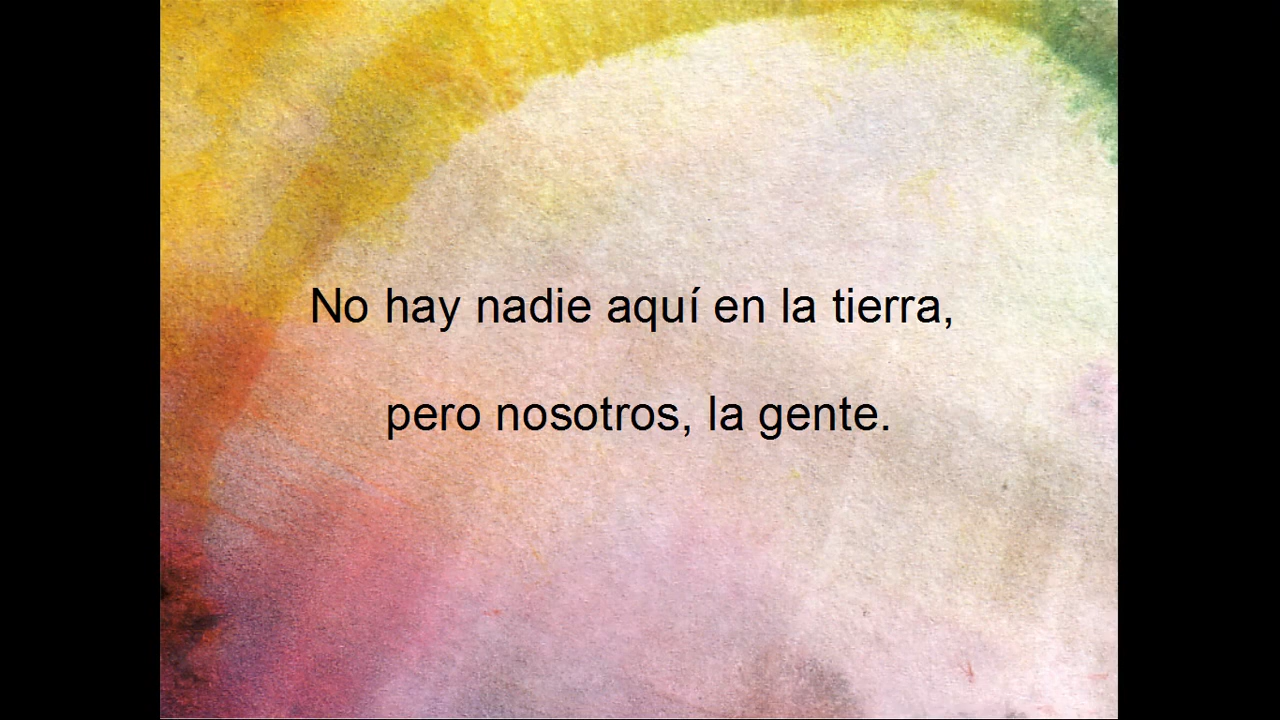 No hay nadie aquí en la tierra,
pero nosotros, la gente.